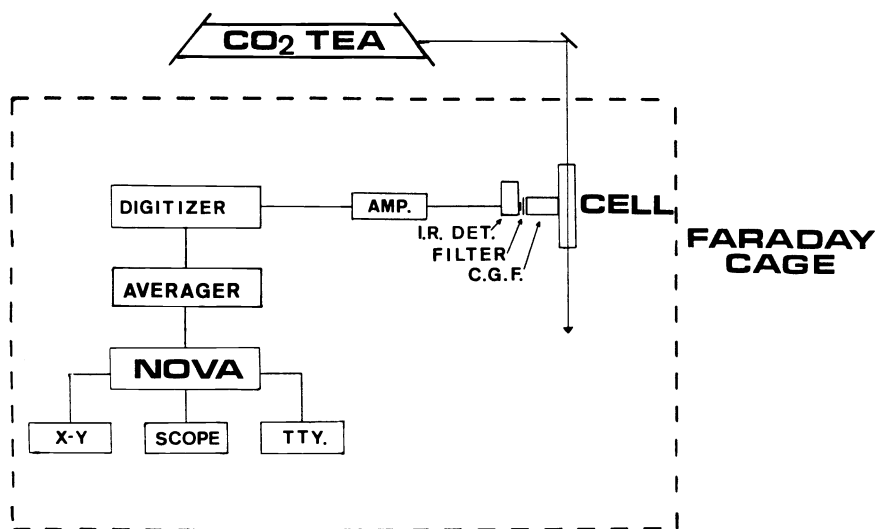 CO2 TEA
DIGITIZER
AMP.
CELL
I.R. DET.
FILTER
C.G.F.
FARADAY
CAGE
AVERAGER
NOVA
X-Y
SCOPE
TTY.